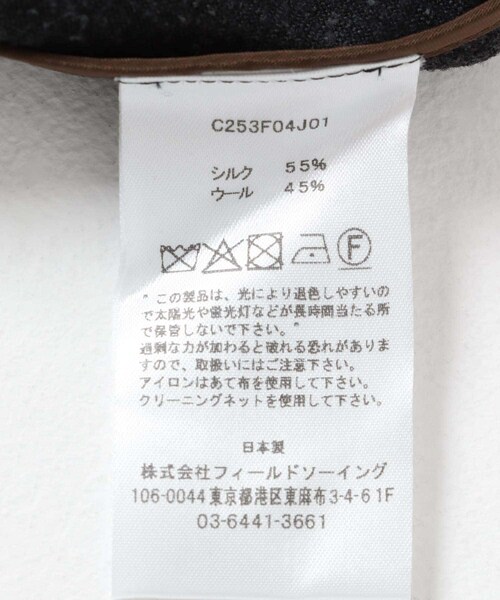 C253F04J01
シルク 55%
ウール 45%
F
"この製品は、光により退色しやすいの
で太陽光や蛍光灯などが長時間当たる所
で保管しないで下さい。"
過剰な力が加わると破れる恐れがありま
すので、取扱いにはご注意下さい。
アイロンはあて布を使用して下さい。
クリーニングネットを使用して下さい。
日本製
株式会社フィールドソーイング
106-0044 東京都港区東麻布3-4-6 1F
03-6441-3661